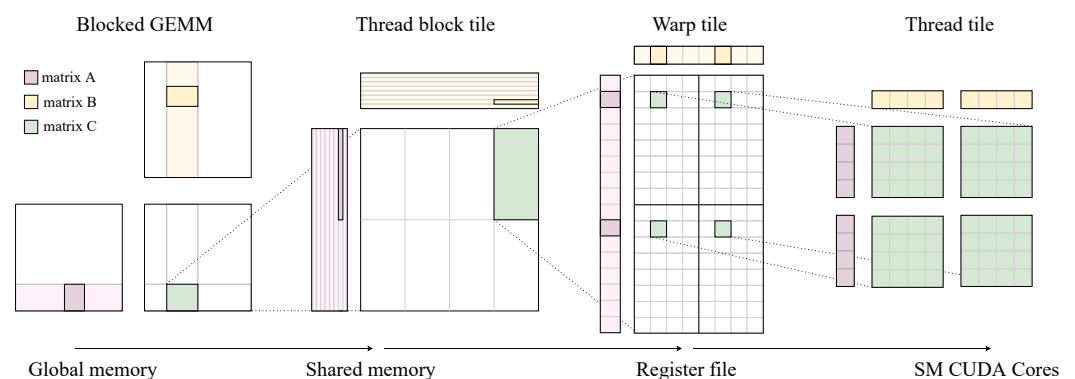 Blocked GEMM
Thread block tile
Warp tile
Thread tile
matrix A
matrix B
matrix C
Global memory
Shared memory
Register file
SM CUDA Cores